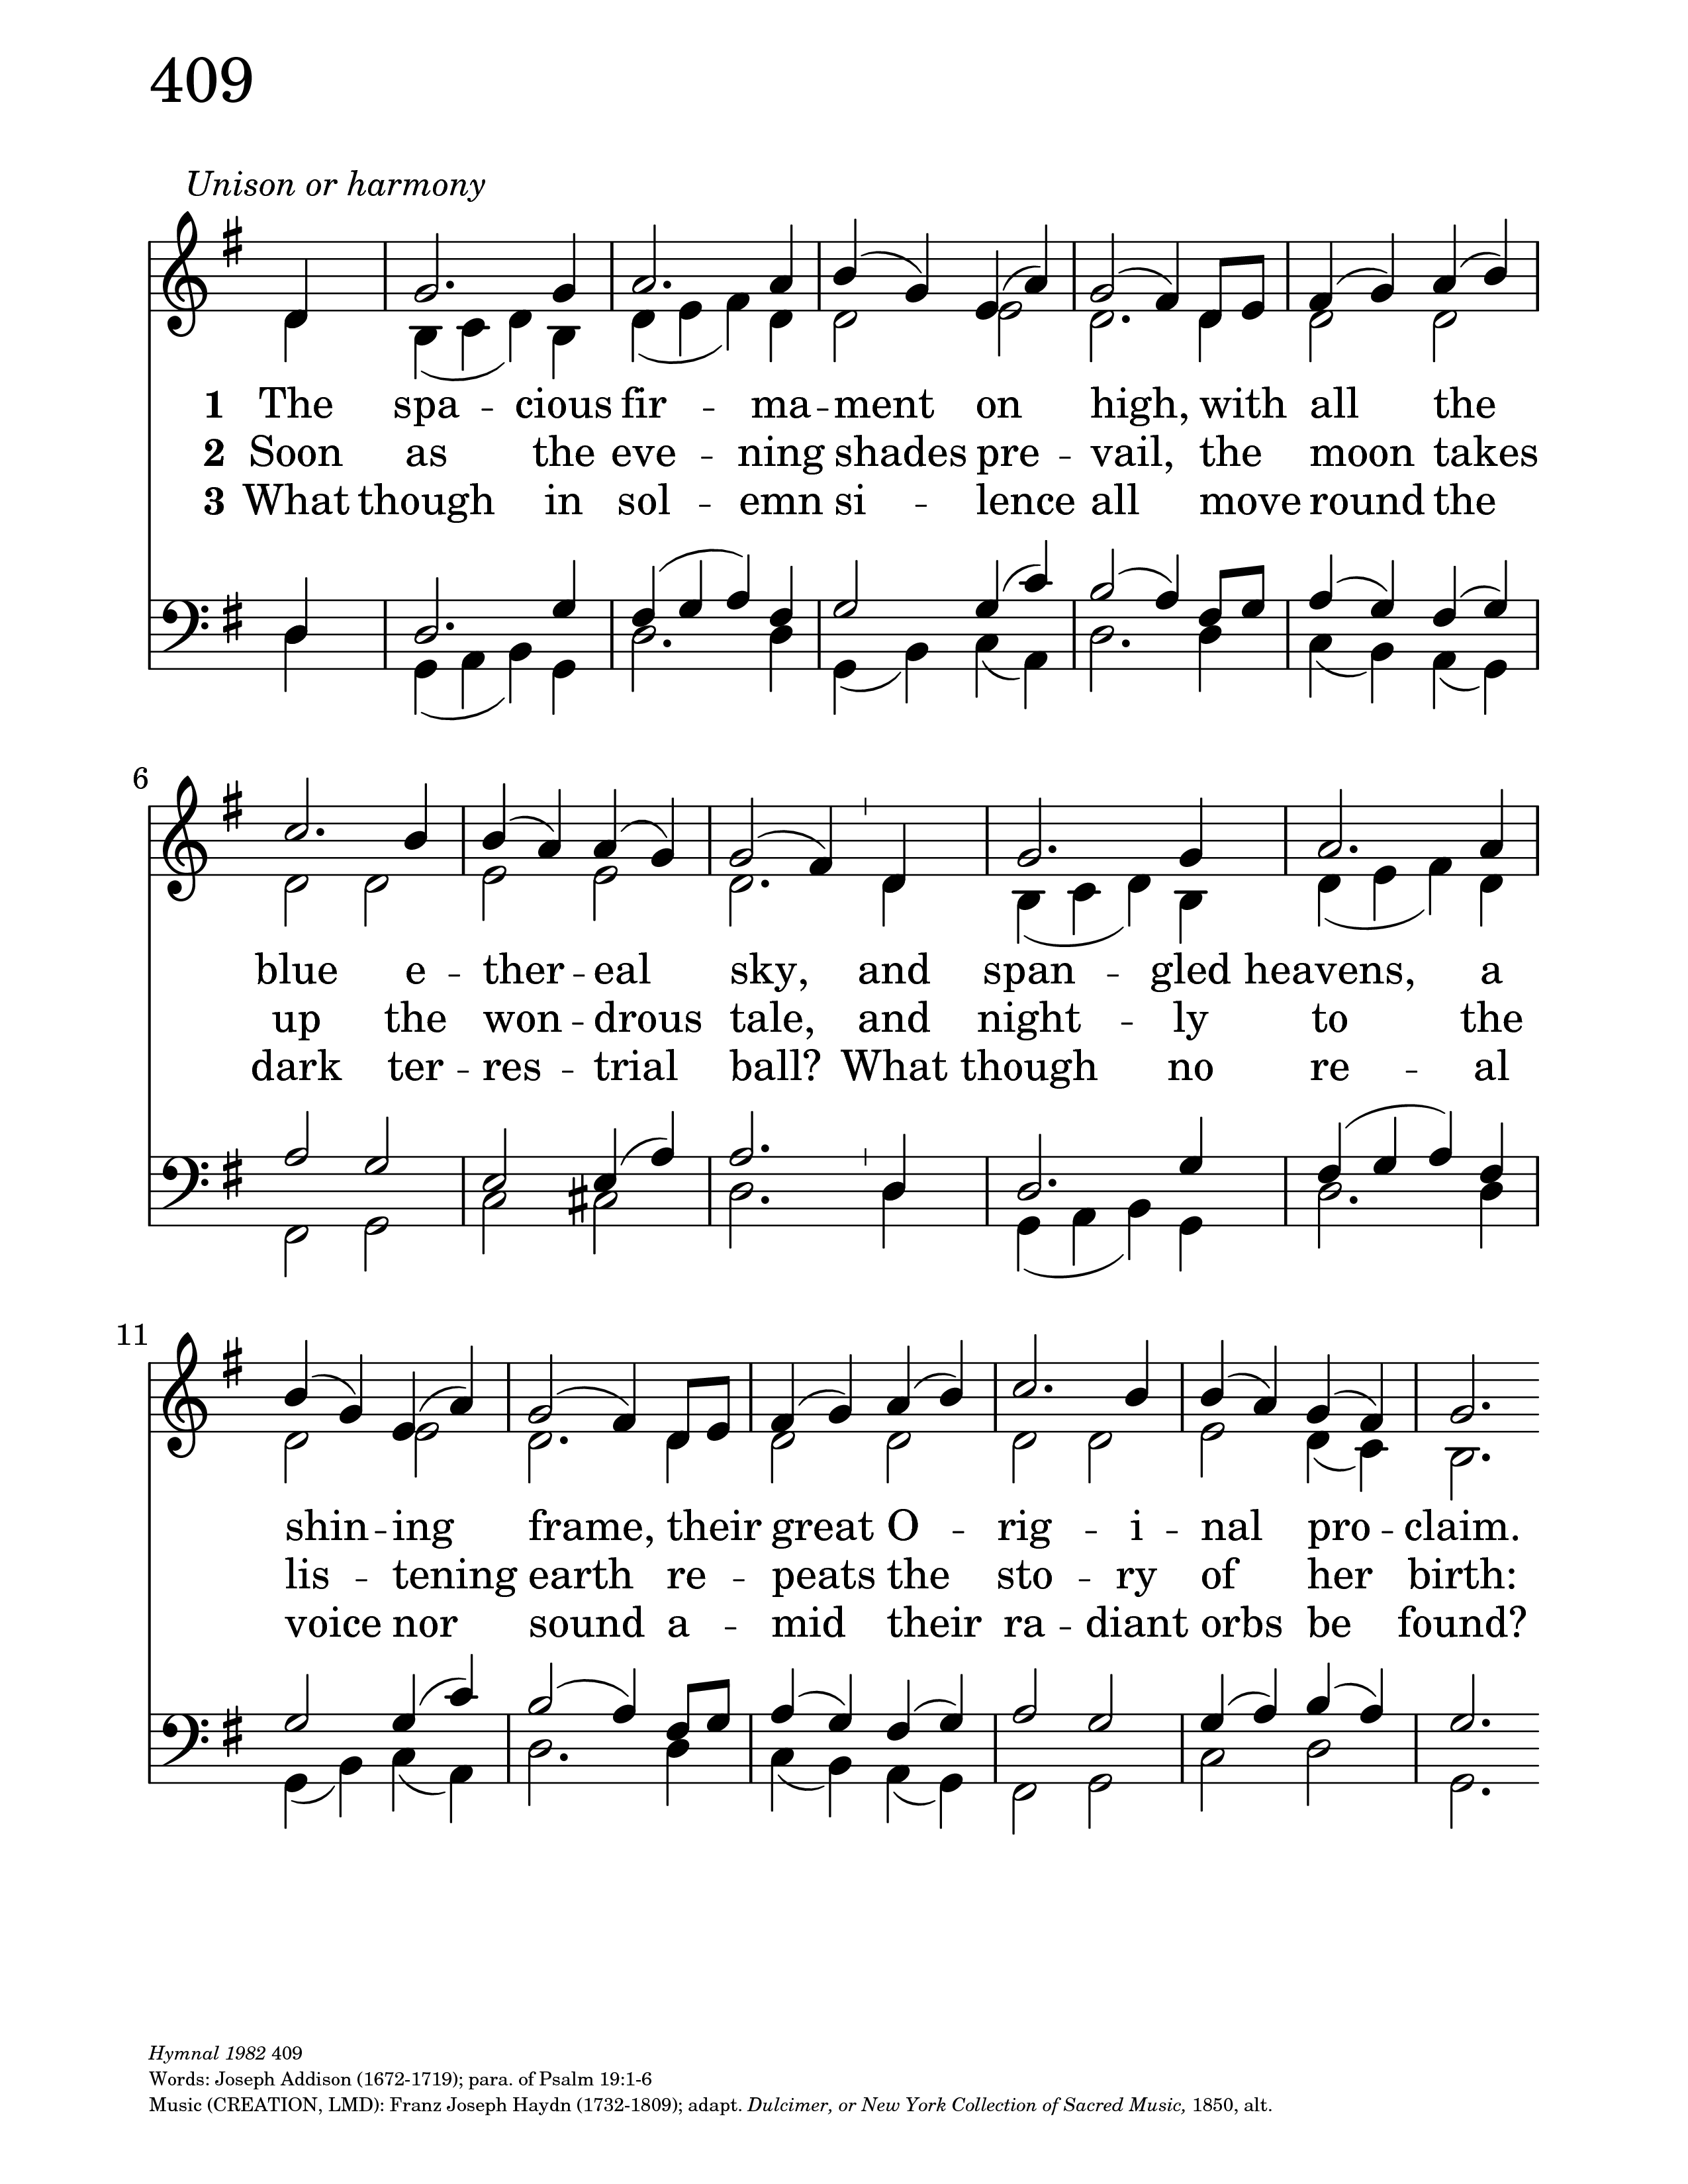 409
Unison or harmony
1 The spa - cious fir - ma - ment on high, with all the
2 Soon as the eve - ning shades pre - vail, the moon takes
3 What though in sol - emn si - lence all move round the
6
blue e - ther - eal sky, and span - gled heavens, a
up the won - drous tale, and night - ly to the
dark ter - res - trial ball? What though no re - al
11
shin - ing frame, their great O - rig - i - nal pro - claim.
lis - tening earth re - peats the sto - ry of her birth:
voice nor sound a - mid their ra - diant orbs be found?
Hymnal 1982 409
Words: Joseph Addison (1672-1719); para. of Psalm 19:1-6
Music (CREATION, LMD): Franz Joseph Haydn (1732-1809); adapt. Dulcimer, or New York Collection of Sacred Music, 1850, alt.